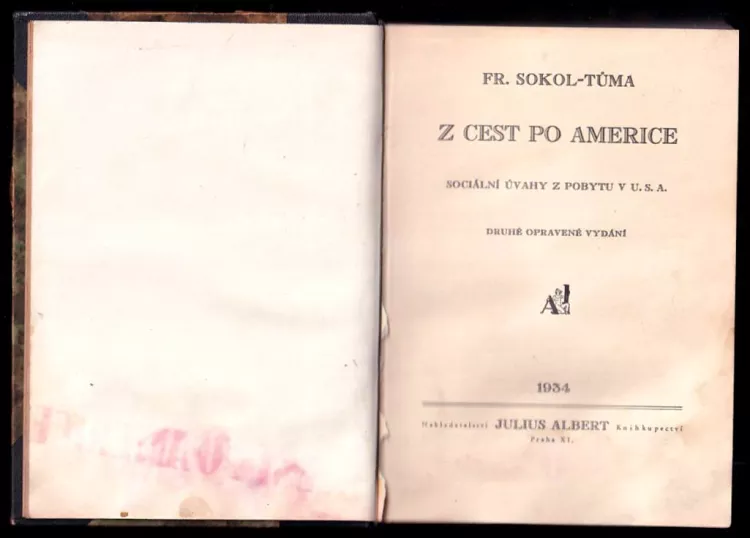 FR. SOKOL-TŮMA
Z CEST PO AMERICE
SOCIÁLNÍ ÚVAHY Z POBYTU V U. S. A.
DRUHÉ OPRAVENÉ VYDÁNÍ
AJ
1934
Nakladatelství JULIUS ALBERT Knihkupectví
Praha XI.